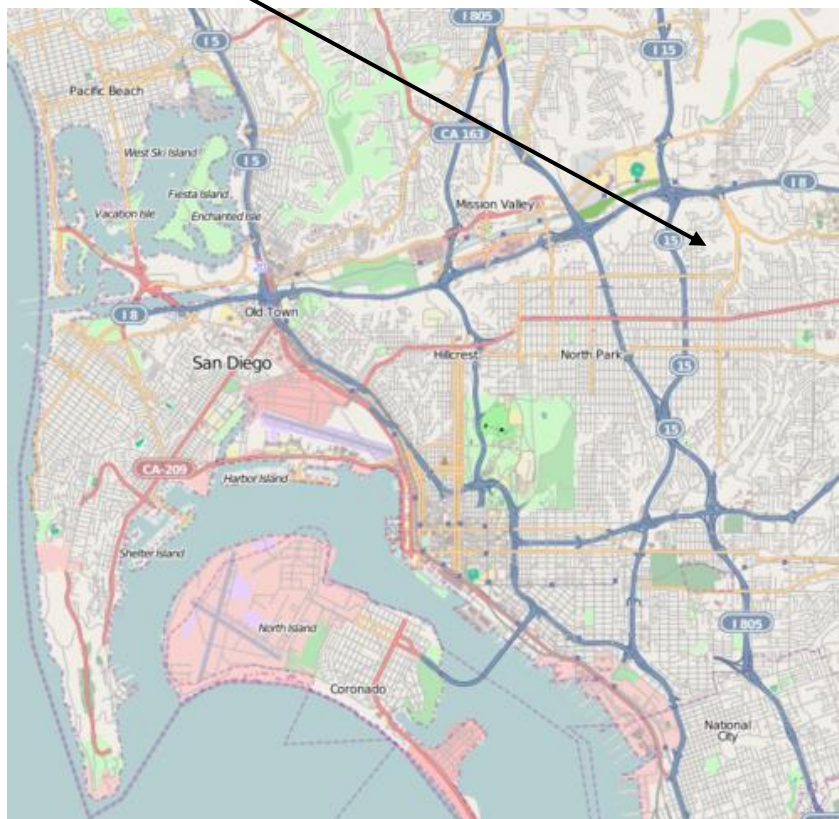 I 805
I 5
I 15
Pacific Beach
CA 163
West Ski Island
I 5
Fiesta Island
I 8
Vacation Isle
Enchanted Isle
Mission Valley
15
I 8
Old Town
San Diego
Hillcrest
North Park
15
15
CA-209
Harbor Island
Shelter Island
North Island
I 805
Coronado
National
City